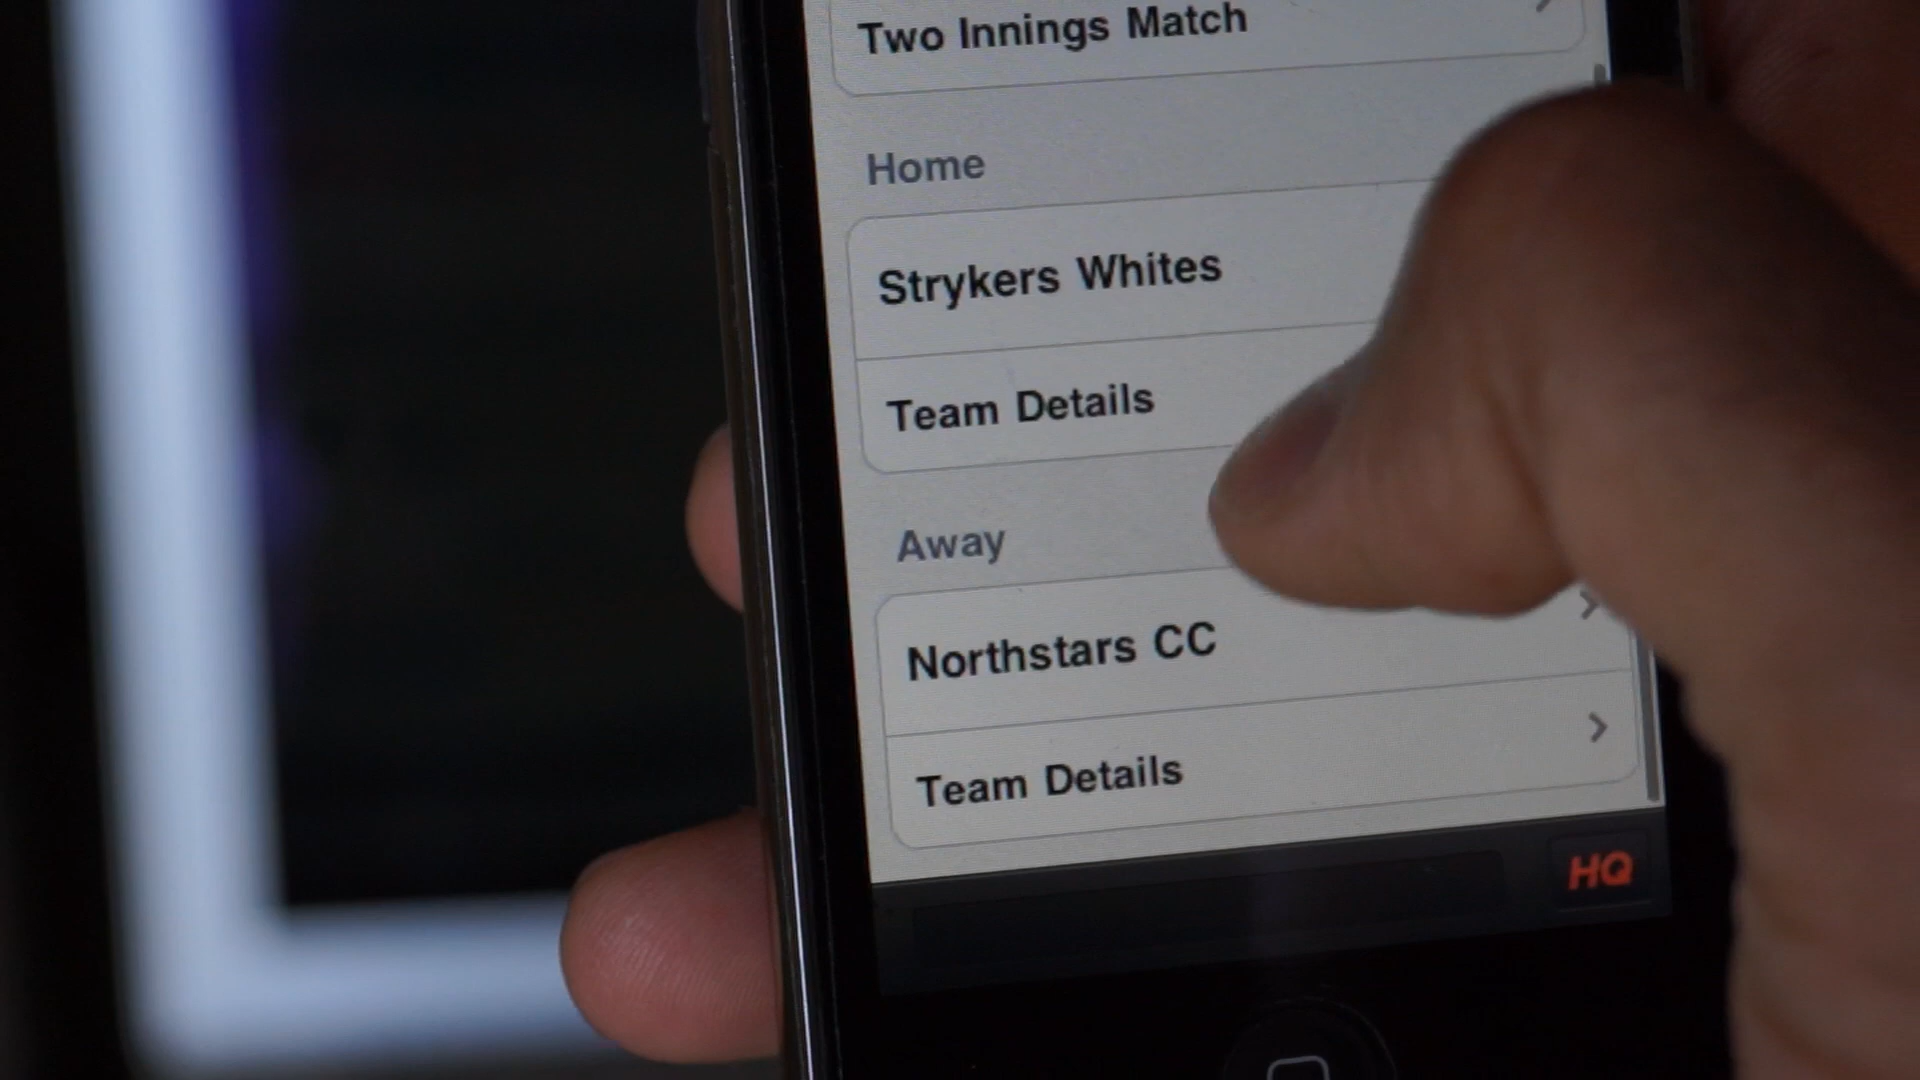 Two Innings Match
Home
Strykers Whites
Team Details
Away
Northstars CC
Team Details
HQ